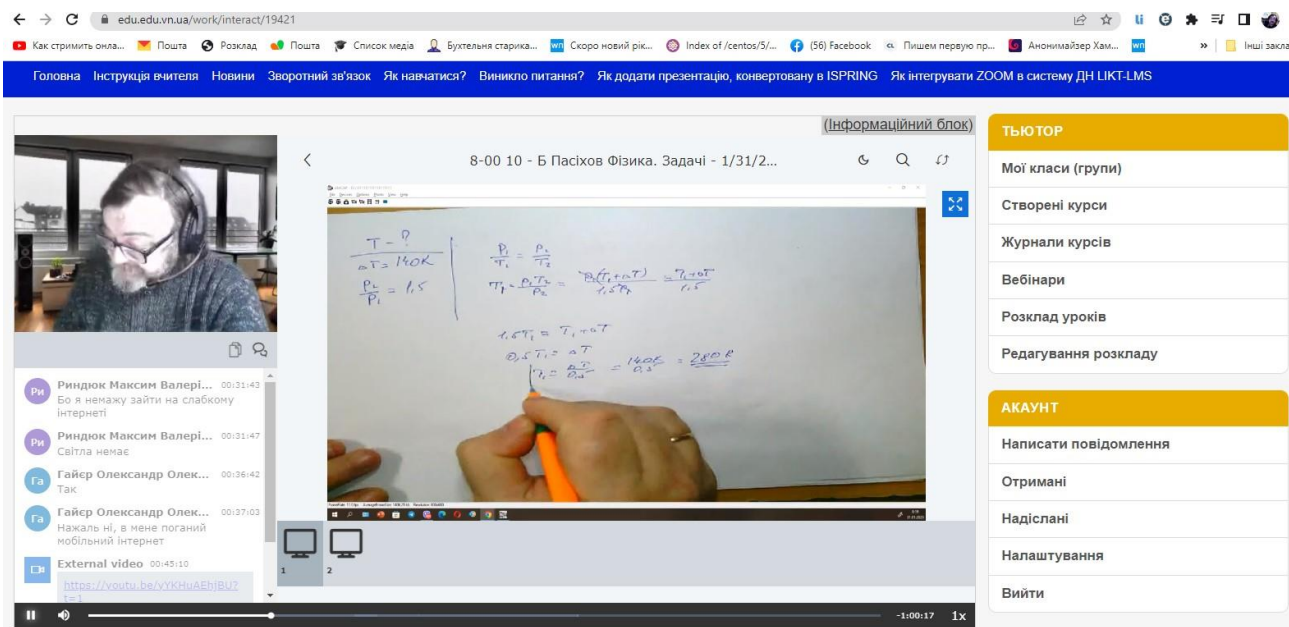 edu.edu.vn.ua/work/interact/19421
Как стримить онла... Пошта Розклад Пошта Список медіа Бухтельня старика... Скоро новий рік... Index of /centos/5/... (56) Facebook Пишем первую пр... Анонимайзер Хам... wn » Інші закла
Головна Інструкція вчителя Новини Зворотний зв'язок Як навчатися? Виникло питання? Як додати презентацію, конвертовану в ISPRING Як інтегрувати ZOOM в систему ДН LIKT-LMS
(Інформаційний блок)
8-00 10 - Б Пасіхов Фізика. Задачі - 1/31/2...
T - ?
ΔT = 140K
P₂/P₁ = 1,5
P₁/T₁ = P₂/T₂
T₁ = P₁T₂/P₂ = P₁(T₁+ΔT)/1,5P₁ = T₁+ΔT/1,5
1,5T₁ = T₁+ΔT
0,5T₁ = ΔT
T₁ = ΔT/0,5 = 140K/0,5 = 280K
Ри Риндюк Максим Валері... 00:31:43
Бо я немажу зайти на слабкому
інтернеті
Ри Риндюк Максим Валері... 00:31:47
Світла немає
Га Гайєр Олександр Олек... 00:36:42
Так
Га Гайєр Олександр Олек... 00:37:03
Нажаль ні, в мене поганий
мобільний інтернет
External video 00:45:10
https://youtu.be/vYKHuAEhjBU?
t=1
1 2
-1:00:17 1x
ТЬЮТОР
Мої класи (групи)
Створені курси
Журнали курсів
Вебінари
Розклад уроків
Редагування розкладу
АКАУНТ
Написати повідомлення
Отримані
Надіслані
Налаштування
Вийти